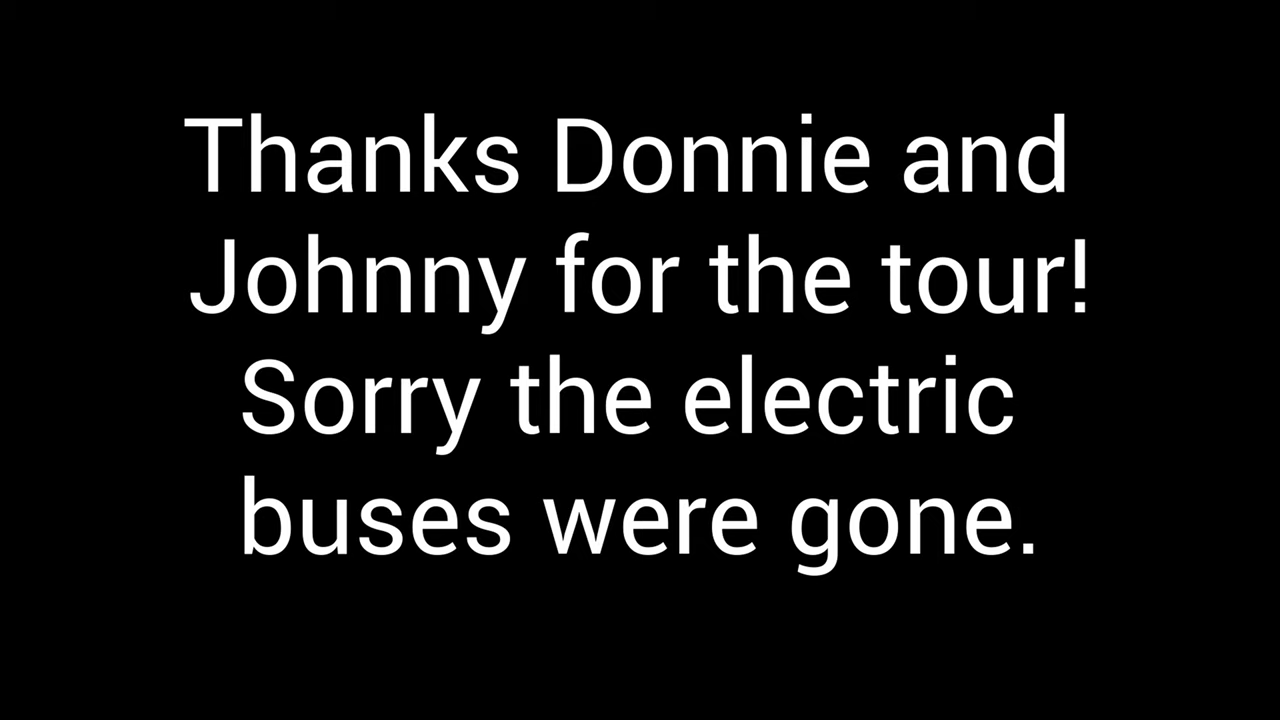 Thanks Donnie and
Johnny for the tour!
Sorry the electric
buses were gone.